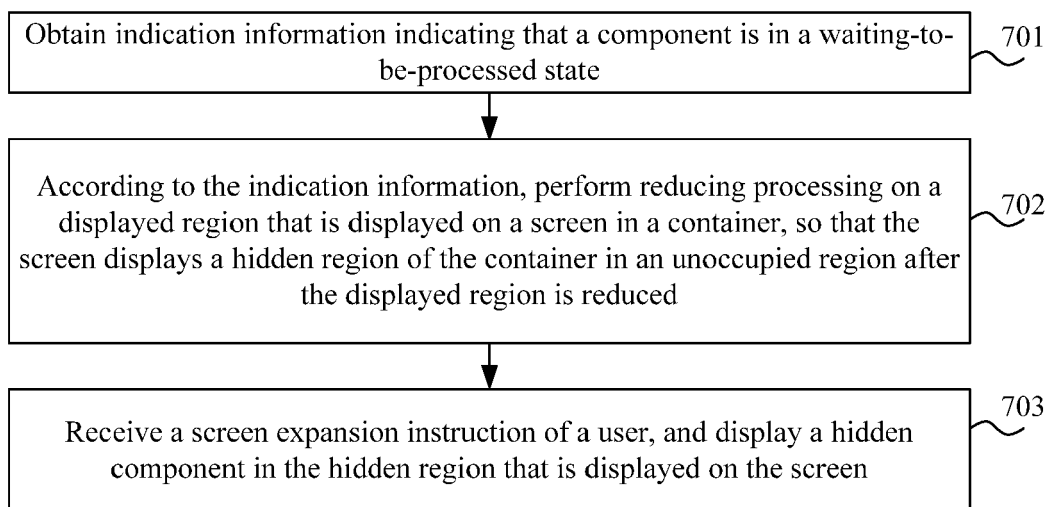 Obtain indication information indicating that a component is in a waiting-to-
be-processed state
701
According to the indication information, perform reducing processing on a
displayed region that is displayed on a screen in a container, so that the
screen displays a hidden region of the container in an unoccupied region after
the displayed region is reduced
702
Receive a screen expansion instruction of a user, and display a hidden
component in the hidden region that is displayed on the screen
703